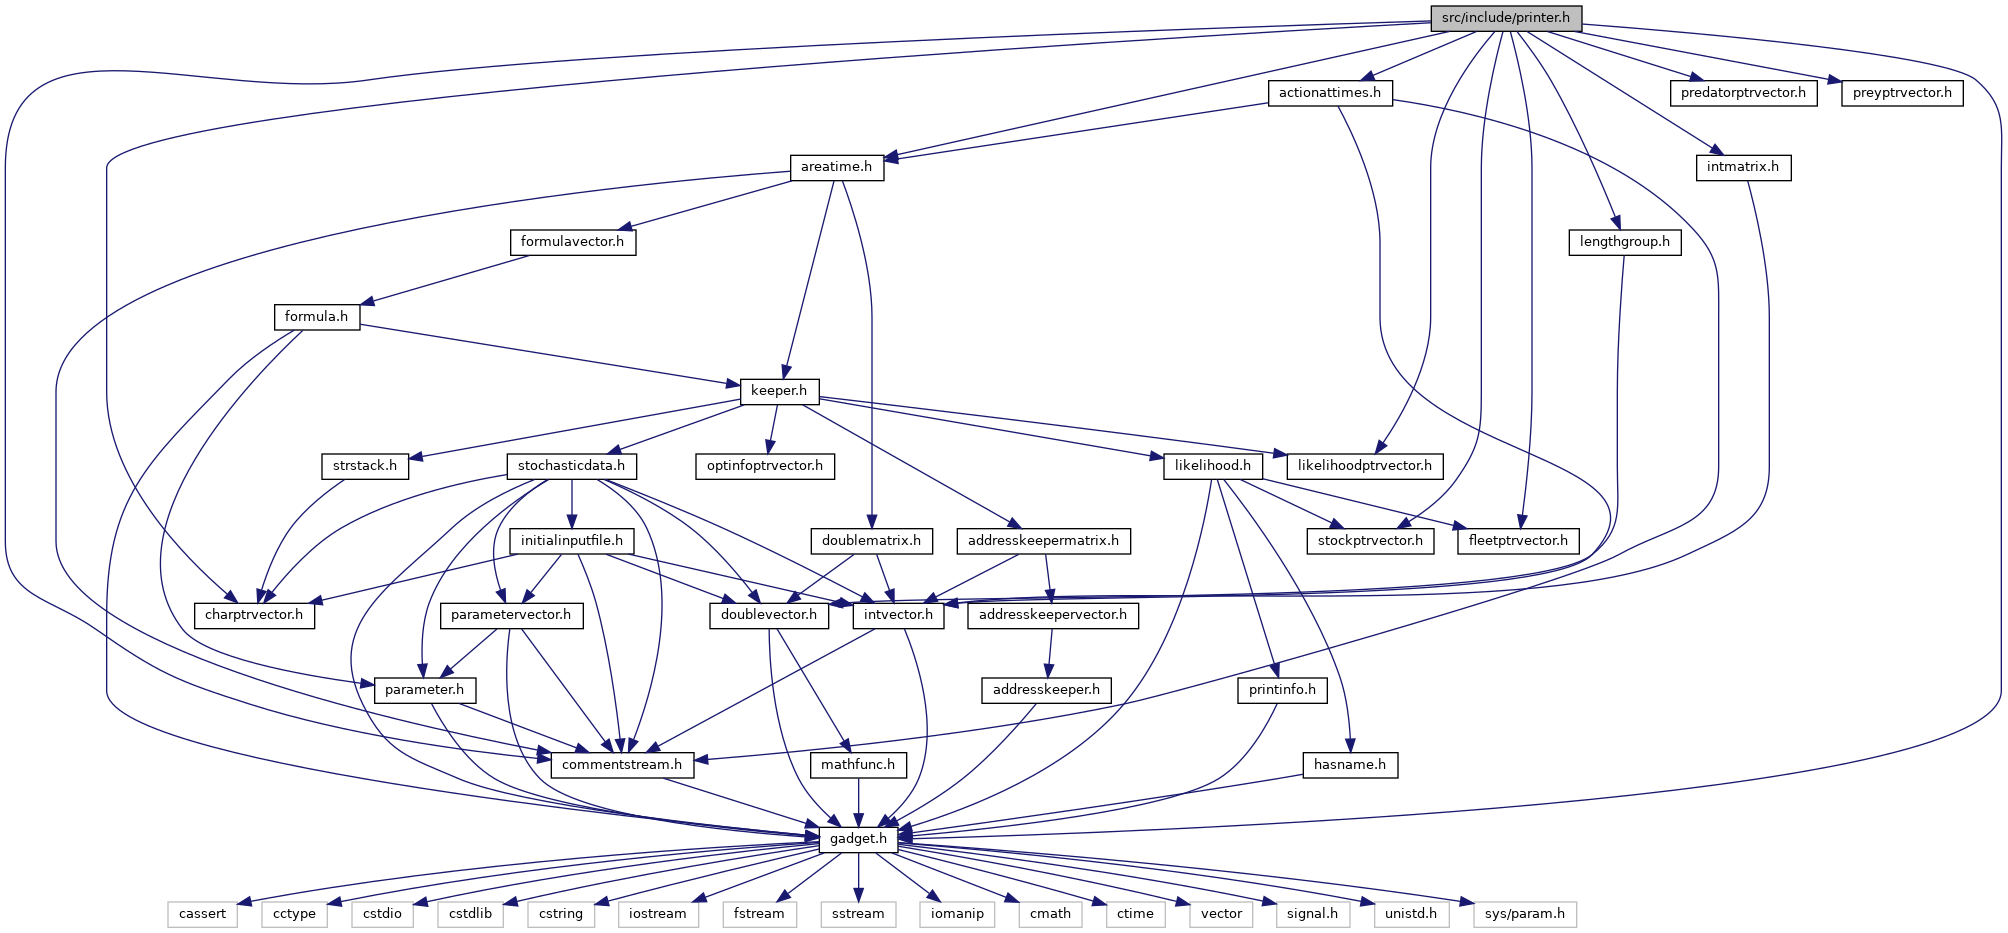 src/include/printer.h
actionattimes.h
predatorptrvector.h
preyptrvector.h
areatime.h
intmatrix.h
formulavector.h
lengthgroup.h
formula.h
keeper.h
strstack.h
stochasticdata.h
optinfoptrvector.h
likelihood.h
likelihoodptrvector.h
initialinputfile.h
doublematrix.h
addresskeepermatrix.h
stockptrvector.h
fleetptrvector.h
charptrvector.h
parametervector.h
doublevector.h
intvector.h
addresskeepervector.h
parameter.h
addresskeeper.h
printinfo.h
commentstream.h
mathfunc.h
hasname.h
gadget.h
cassert
cctype
cstdio
cstdlib
cstring
iostream
fstream
sstream
iomanip
cmath
ctime
vector
signal.h
unistd.h
sys/param.h